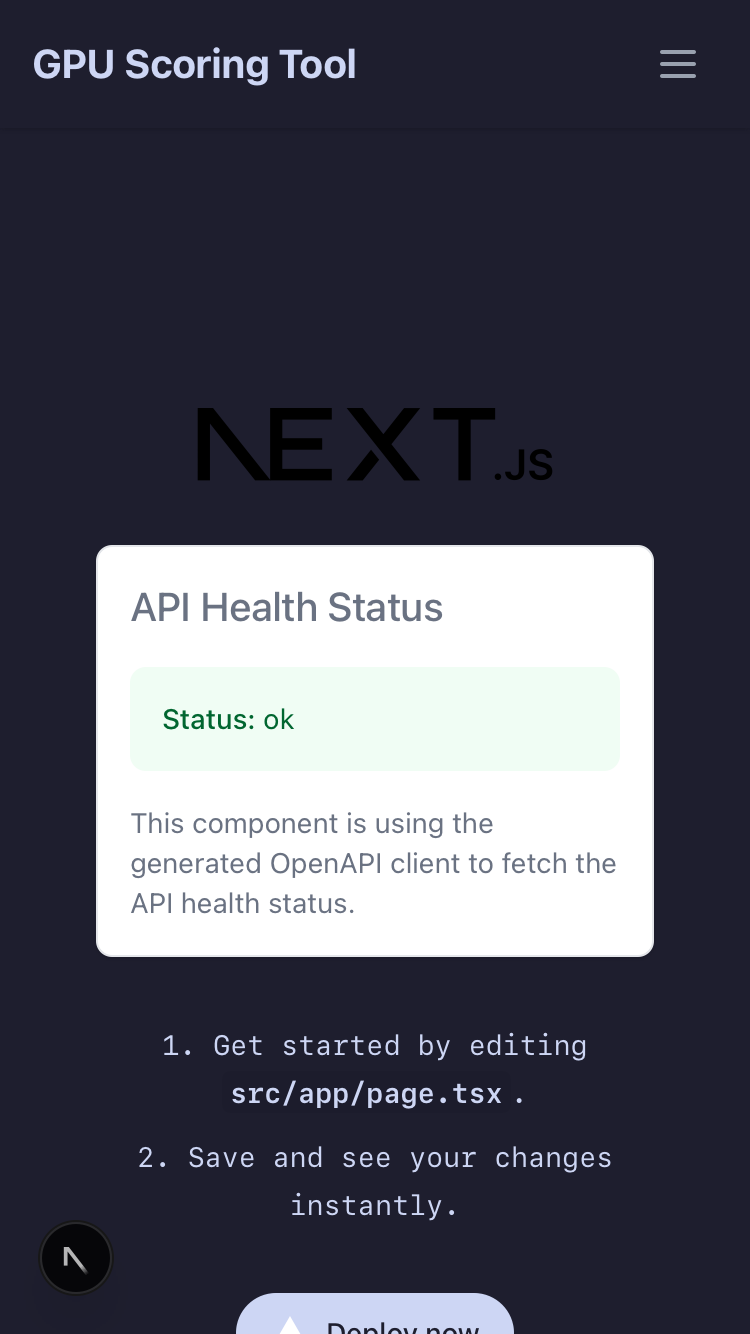 GPU Scoring Tool
NEXT.JS
API Health Status
Status: ok
This component is using the
generated OpenAPI client to fetch the
API health status.
1. Get started by editing
src/app/page.tsx.
2. Save and see your changes
instantly.
N
Deploy now